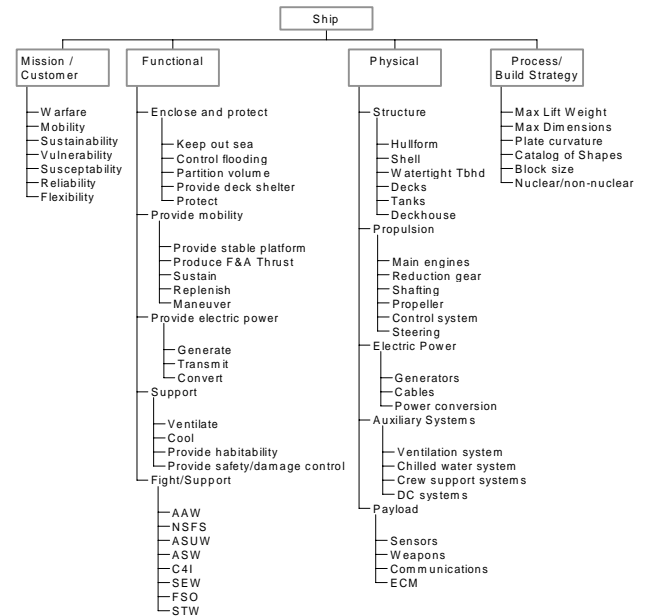 Ship
Mission /
Customer
Warfare
Mobility
Sustainability
Vulnerability
Susceptability
Reliability
Flexibility
Functional
Enclose and protect
Keep out sea
Control flooding
Partition volume
Provide deck shelter
Protect
Provide mobility
Provide stable platform
Produce F&A Thrust
Sustain
Replenish
Maneuver
Provide electric power
Generate
Transmit
Convert
Support
Ventilate
Cool
Provide habitability
Provide safety/damage control
Fight/Support
AAW
NSFS
ASUW
ASW
C4I
SEW
FSO
STW
Physical
Structure
Hullform
Shell
Watertight Tbhd
Decks
Tanks
Deckhouse
Propulsion
Main engines
Reduction gear
Shafting
Propeller
Control system
Steering
Electric Power
Generators
Cables
Power conversion
Auxiliary Systems
Ventilation system
Chilled water system
Crew support systems
DC systems
Payload
Sensors
Weapons
Communications
ECM
Process/
Build Strategy
Max Lift Weight
Max Dimensions
Plate curvature
Catalog of Shapes
Block size
Nuclear/non-nuclear